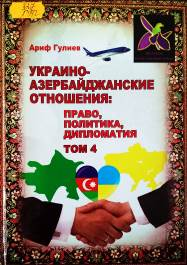 Ариф Гулиев
УКРАИНО-
АЗЕРБАЙДЖАНСКИЕ
ОТНОШЕНИЯ:
ПРАВО,
ПОЛИТИКА,
ДИПЛОМАТИЯ
ТОМ 4